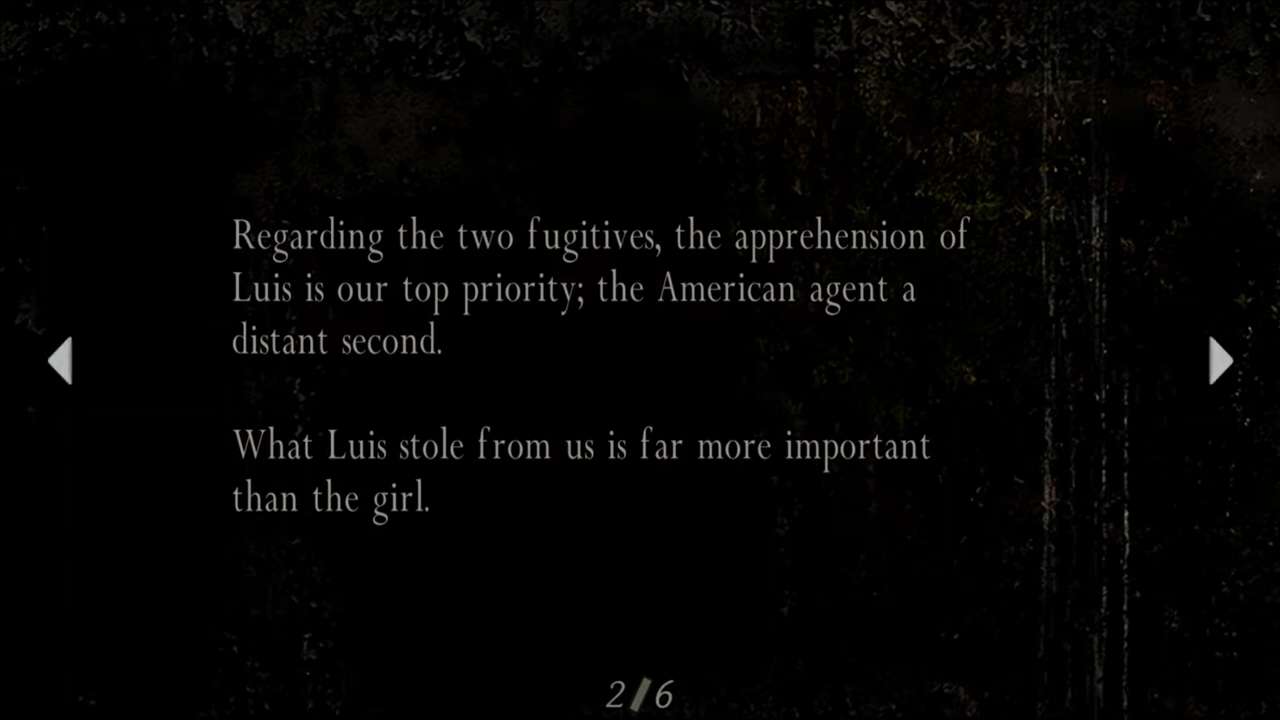 Regarding the two fugitives, the apprehension of
Luis is our top priority; the American agent a
distant second.
What Luis stole from us is far more important
than the girl.
2/6